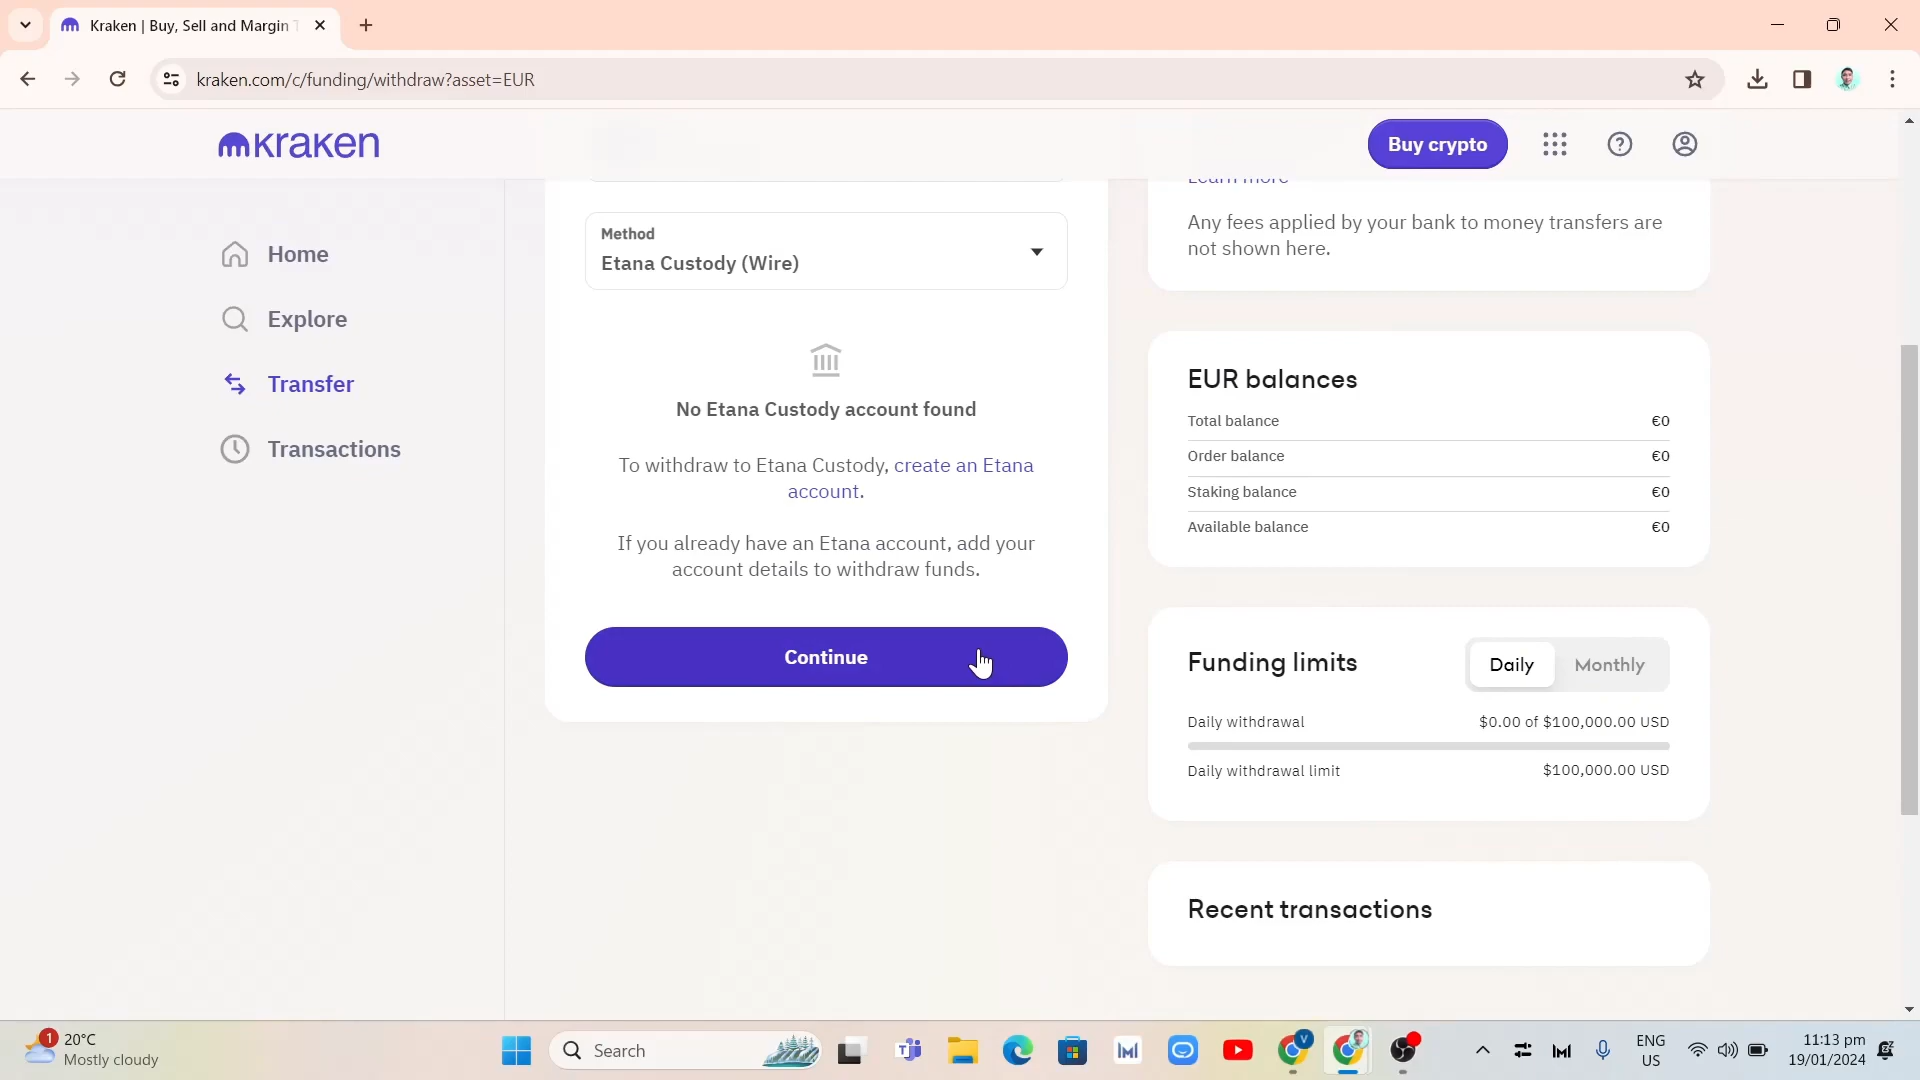 Kraken | Buy, Sell and Margin T
kraken.com/c/funding/withdraw?asset=EUR
kraken
Buy crypto
Home
Explore
Transfer
Transactions
Method
Etana Custody (Wire)
No Etana Custody account found
To withdraw to Etana Custody, create an Etana
account.
If you already have an Etana account, add your
account details to withdraw funds.
Continue
Learn more
Any fees applied by your bank to money transfers are
not shown here.
EUR balances
Total balance €0
Order balance €0
Staking balance €0
Available balance €0
Funding limits Daily Monthly
Daily withdrawal $0.00 of $100,000.00 USD
Daily withdrawal limit $100,000.00 USD
Recent transactions
1
20°C
Mostly cloudy
Search
V
ENG
US
11:13 pm
19/01/2024